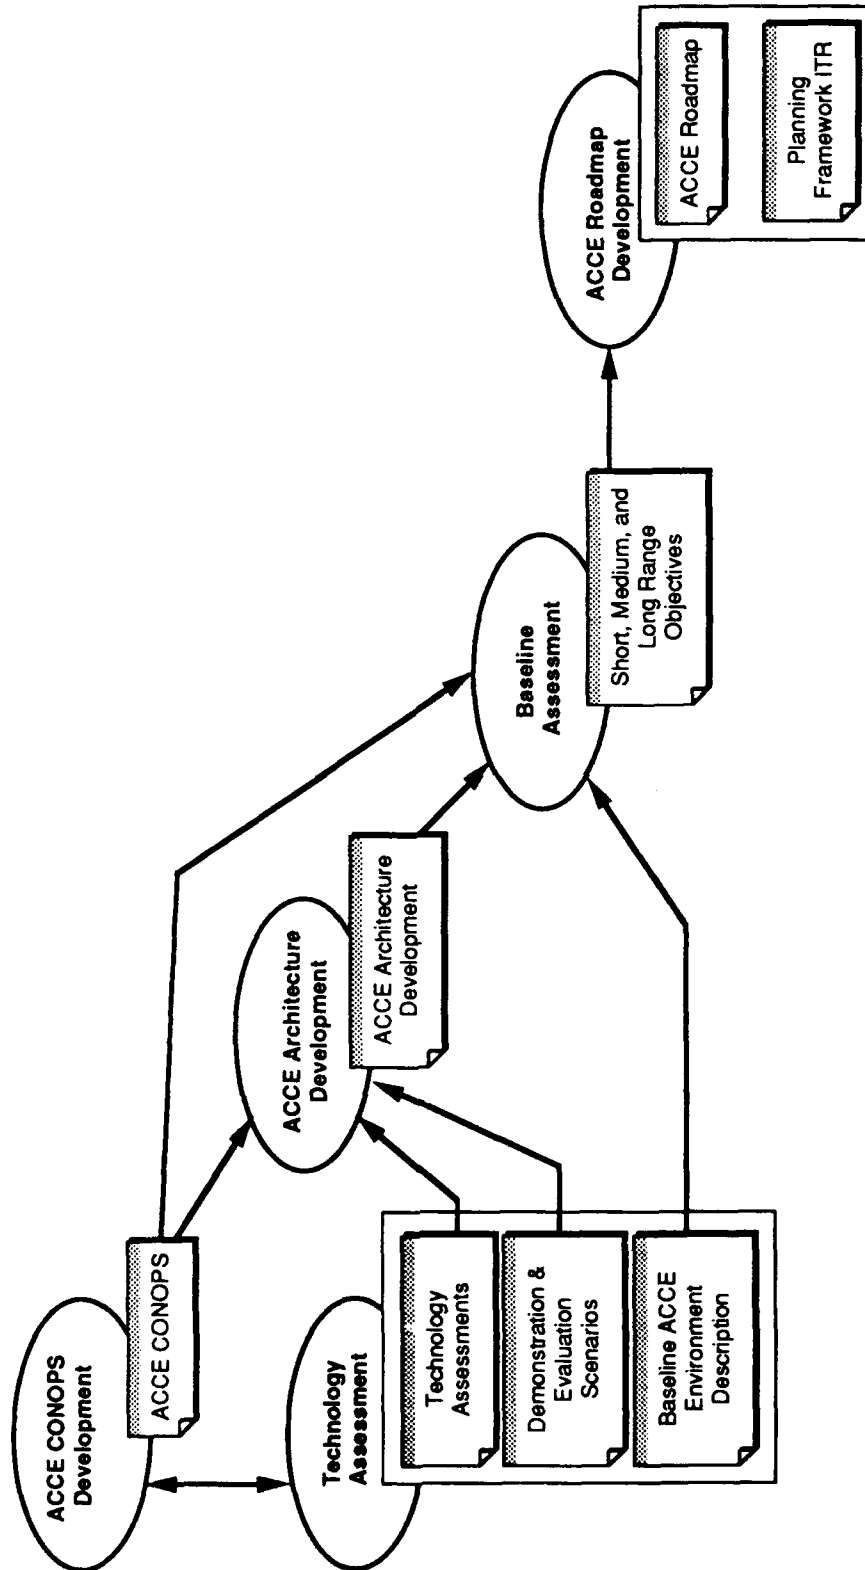 ACCE CONOPS
Development
ACCE CONOPS
Technology
Assessment
Technology
Assessments
Demonstration &
Evaluation
Scenarios
Baseline ACCE
Environment
Description
ACCE Architecture
Development
ACCE Architecture
Development
Baseline
Assessment
Short, Medium, and
Long Range
Objectives
ACCE Roadmap
Development
ACCE Roadmap
Planning
Framework ITR